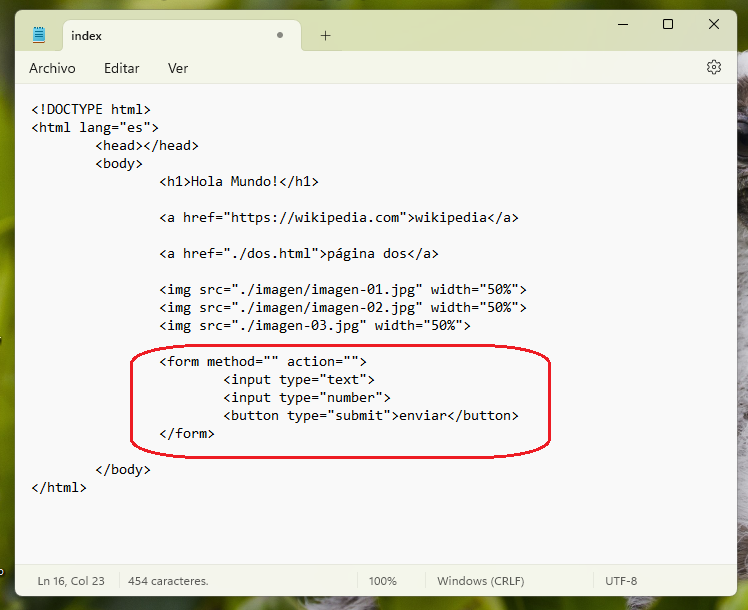 index
Archivo Editar Ver
<!DOCTYPE html>
<html lang="es">
<head></head>
<body>
<h1>Hola Mundo!</h1>
<a href="https://wikipedia.com">wikipedia</a>
<a href="./dos.html">página dos</a>
<img src="./imagen/imagen-01.jpg" width="50%">
<img src="./imagen/imagen-02.jpg" width="50%">
<img src="./imagen-03.jpg" width="50%">
<form method="" action="">
<input type="text">
<input type="number">
<button type="submit">enviar</button>
</form>
</body>
</html>
Ln 16, Col 23 454 caracteres. 100% Windows (CRLF) UTF-8